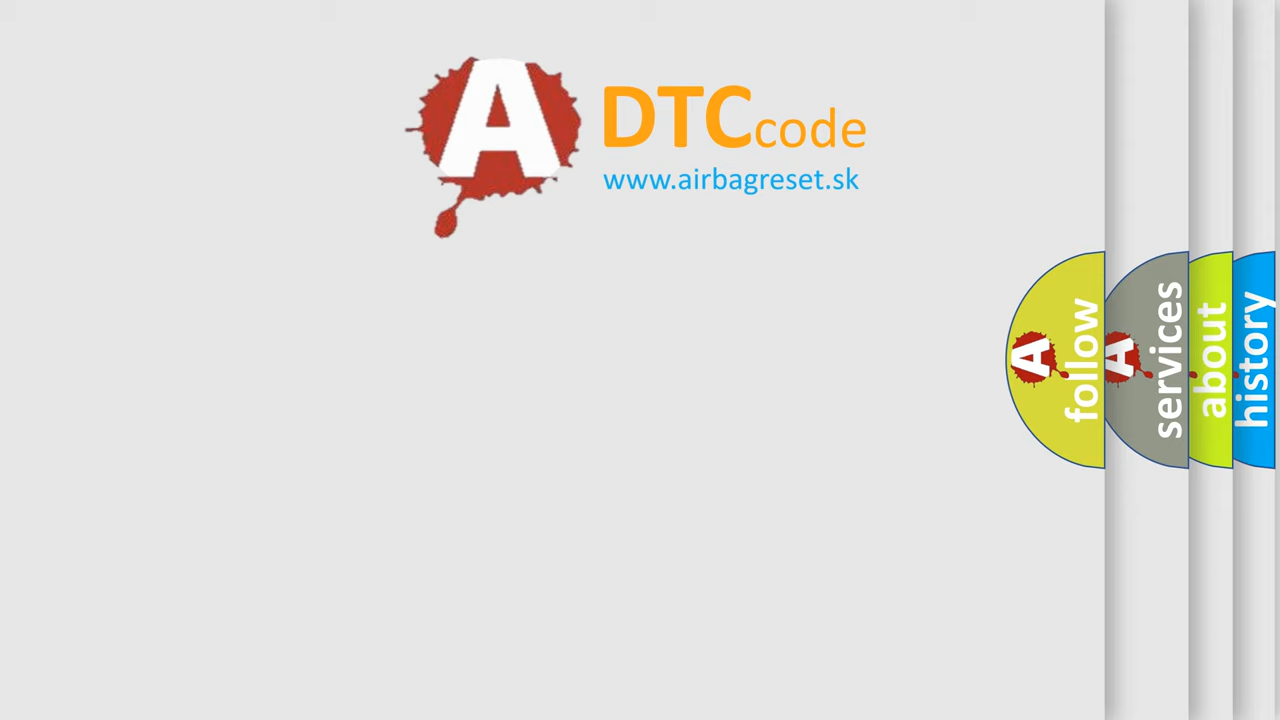 A
DTCcode
www.airbagreset.sk
A follow
A services
about
history